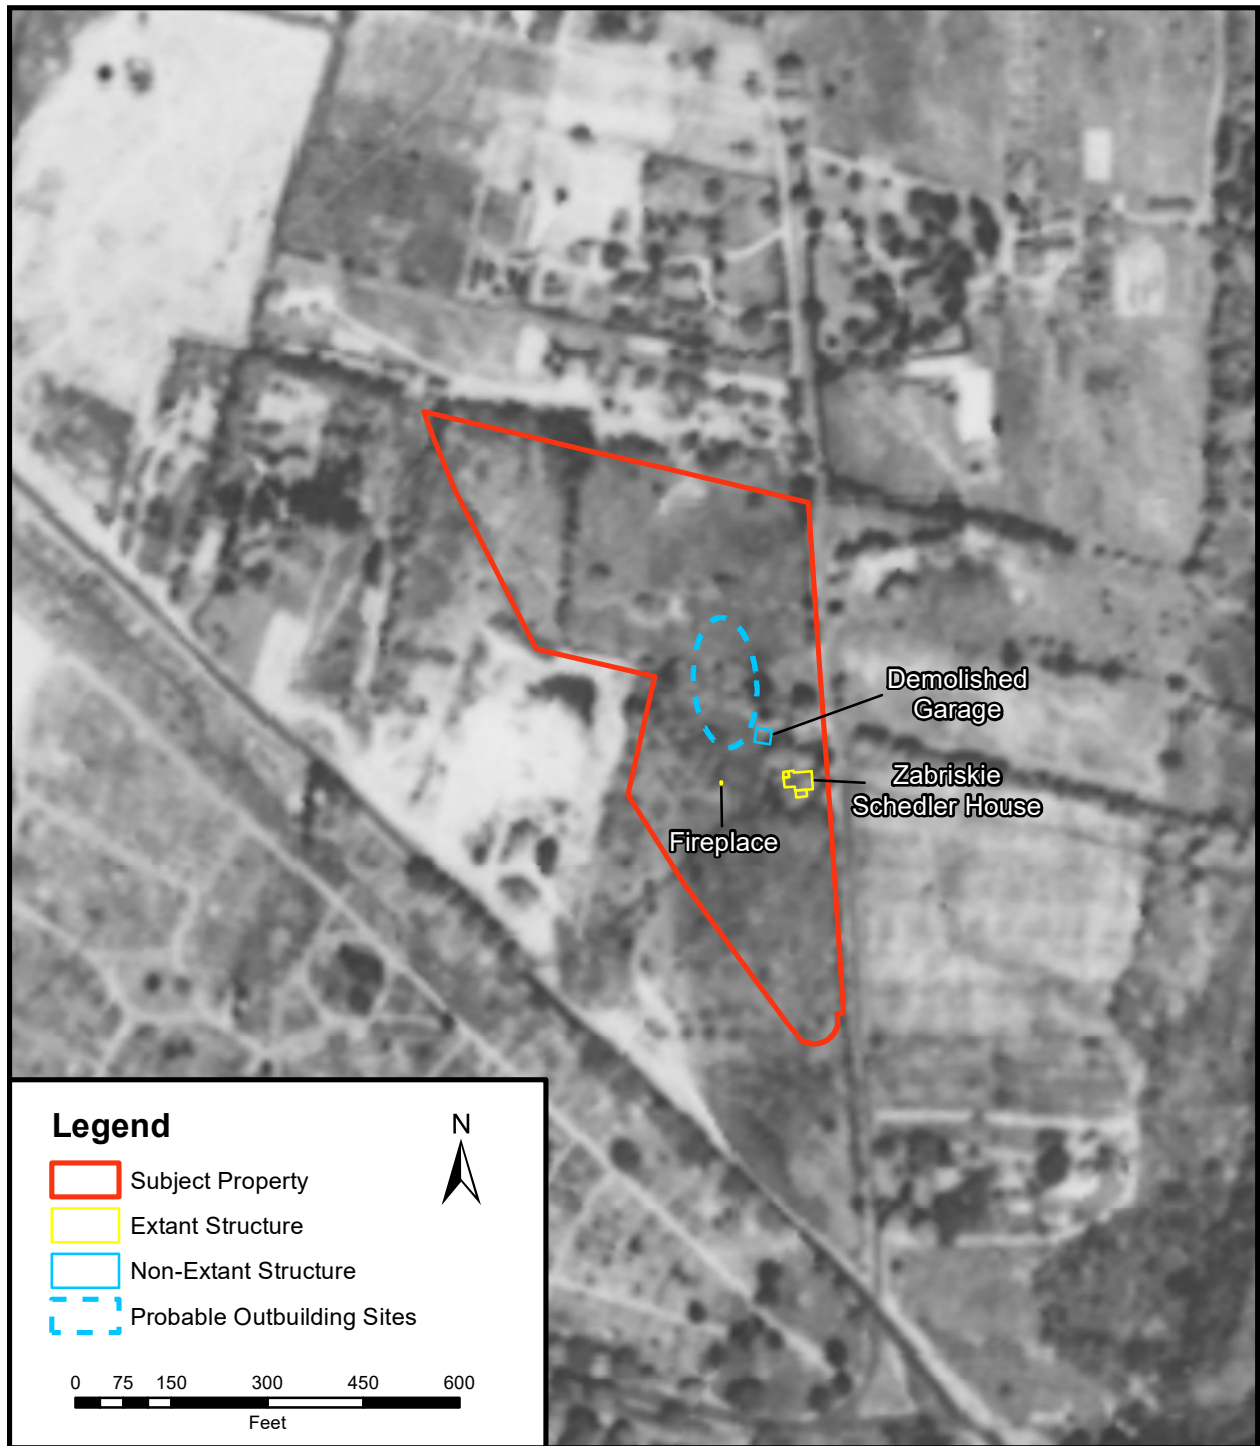 Demolished
Garage
Zabriskie
Schedler House
Fireplace
Legend
N
Subject Property
Extant Structure
Non-Extant Structure
Probable Outbuilding Sites
0 75 150 300 450 600
Feet